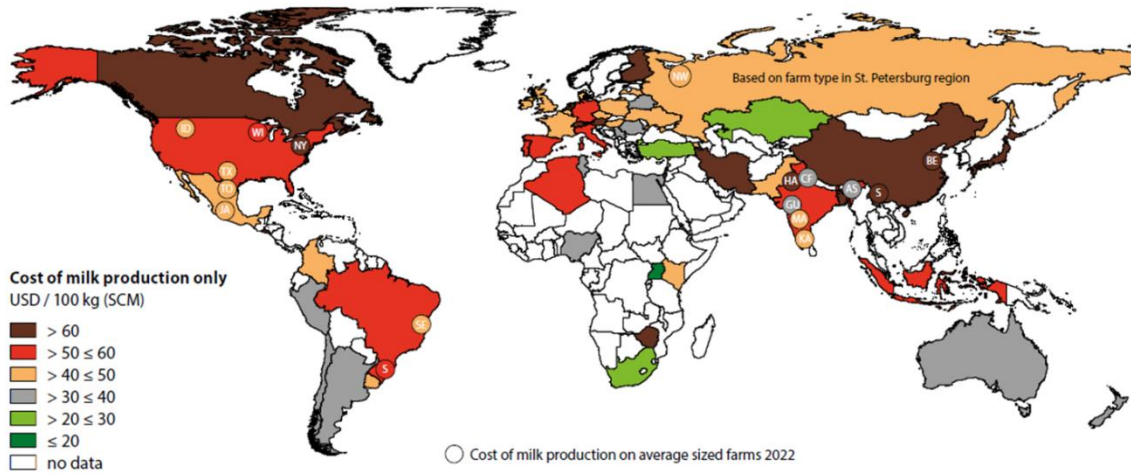 NW
Based on farm type in St. Petersburg region
ID
WI
NY
TX
TO
JA
BE
HA
CF
AS
S
GU
MA
KA
SE
S
Cost of milk production only
USD / 100 kg (SCM)
> 60
> 50 ≤ 60
> 40 ≤ 50
> 30 ≤ 40
> 20 ≤ 30
≤ 20
no data
Cost of milk production on average sized farms 2022